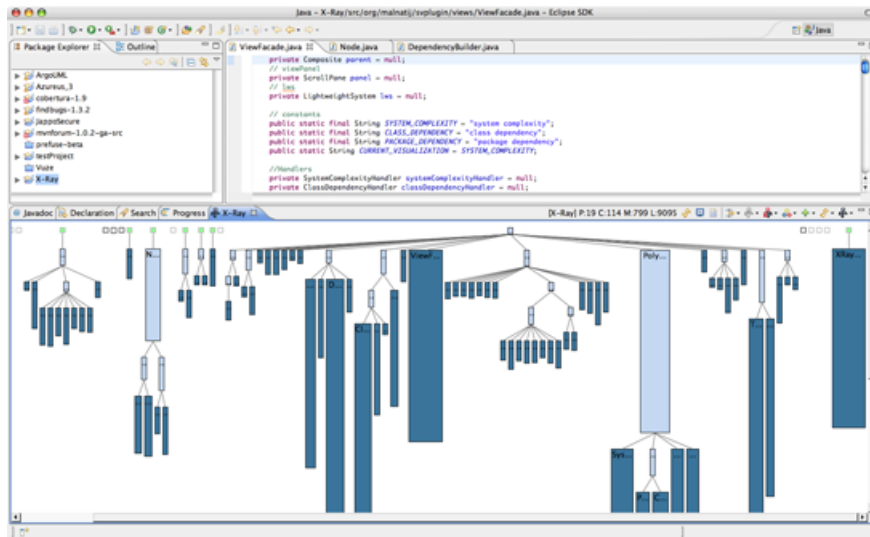 Java - X-Ray/src/org/malnatij/svplugin/views/ViewFacade.java - Eclipse SDK
Java
Package Explorer
Outline
ViewFacade.java
Node.java
DependencyBuilder.java
ArgoUML
Azureus_3
cobertura-1.9
findbugs-1.3.2
JappoSecure
mvnforum-1.0.2-ga-src
prefuse-beta
testProject
Vuze
X-Ray
private Composite parent = null;
// viewPanel
private ScrollPane panel = null;
// lws
private LightweightSystem lws = null;
// constants
public static final String SYSTEM_COMPLEXITY = "system complexity";
public static final String CLASS_DEPENDENCY = "class dependency";
public static final String PACKAGE_DEPENDENCY = "package dependency";
public static String CURRENT_VISUALIZATION = SYSTEM_COMPLEXITY;
//Handlers
private SystemComplexityHandler systemComplexityHandler = null;
private ClassDependencyHandler classDependencyHandler = null;
Javadoc
Declaration
Search
Progress
X-Ray
[X-Ray] P:19 C:114 M:799 L:9095
N...
D...
ViewF...
Poly...
XRay...
Cl...
T...
Sys...
P...
C...